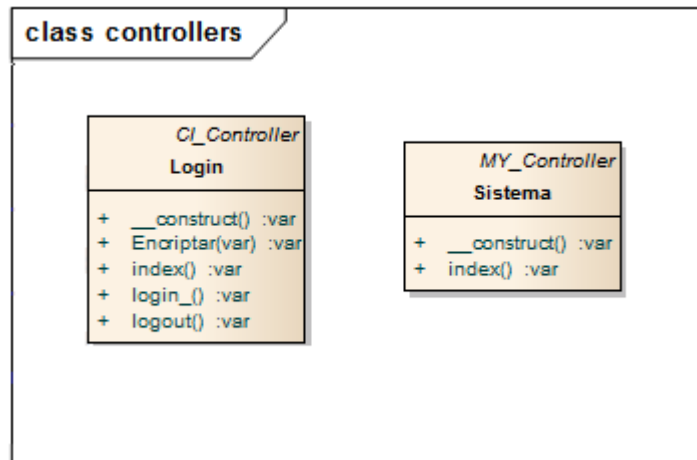 class controllers
CI_Controller
Login
+ __construct() :var
+ Encriptar(var) :var
+ index() :var
+ login_() :var
+ logout() :var
MY_Controller
Sistema
+ __construct() :var
+ index() :var